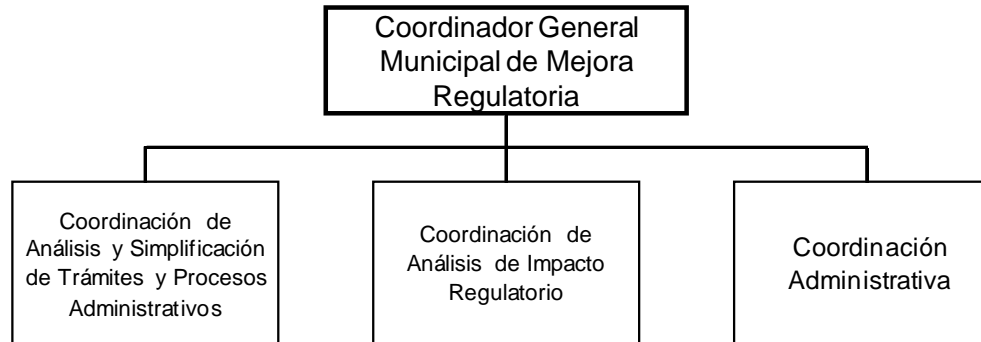 Coordinador General
Municipal de Mejora
Regulatoria
Coordinación de
Análisis y Simplificación
de Trámites y Procesos
Administrativos
Coordinación de
Análisis de Impacto
Regulatorio
Coordinación
Administrativa